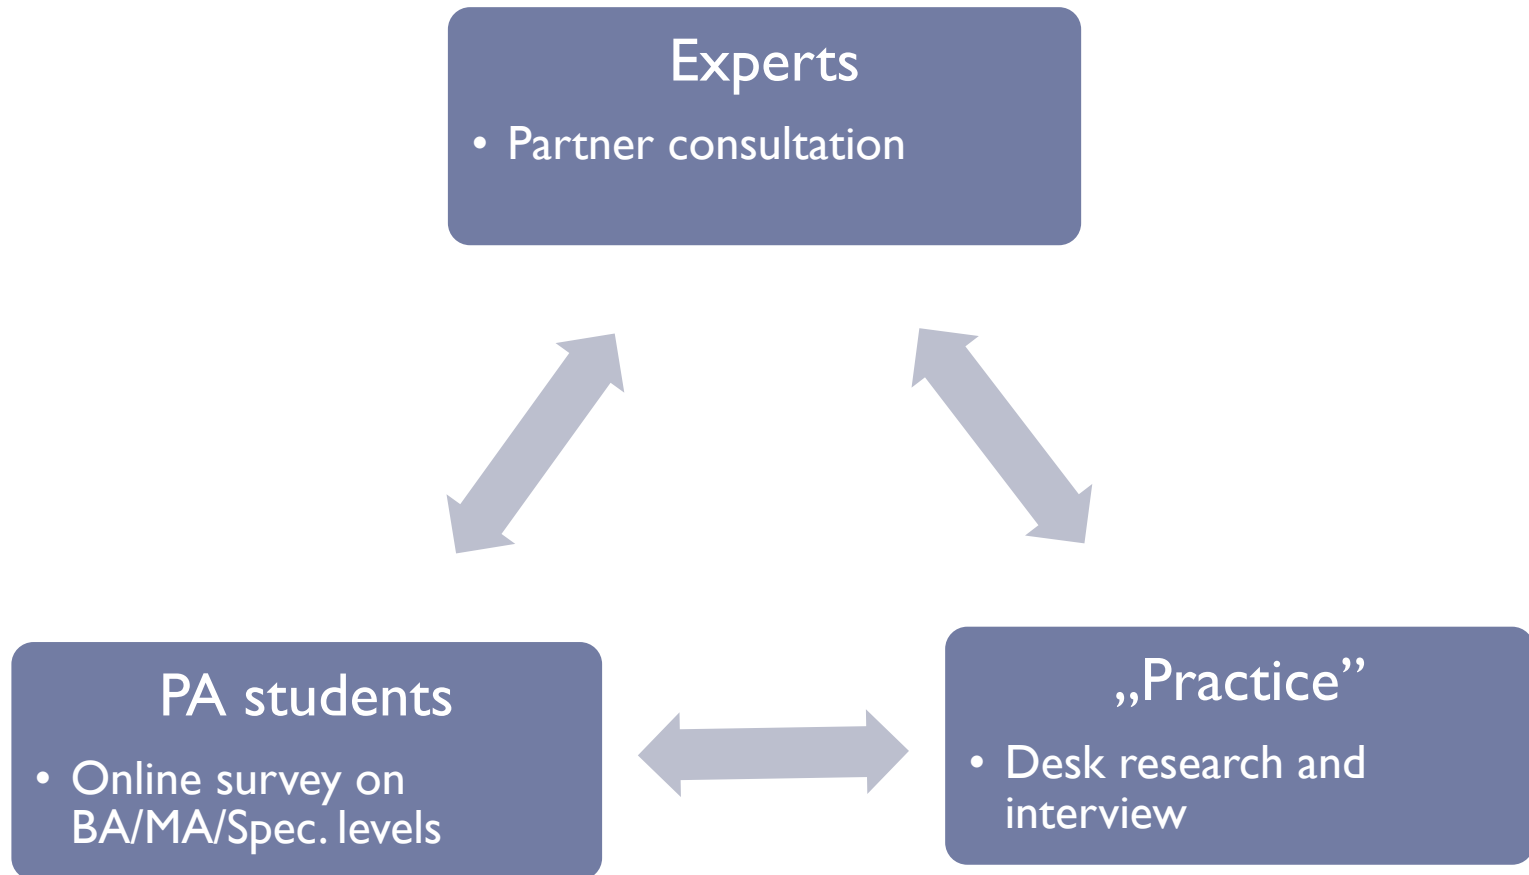 Experts
• Partner consultation
PA students
• Online survey on
BA/MA/Spec. levels
„Practice”
• Desk research and
interview